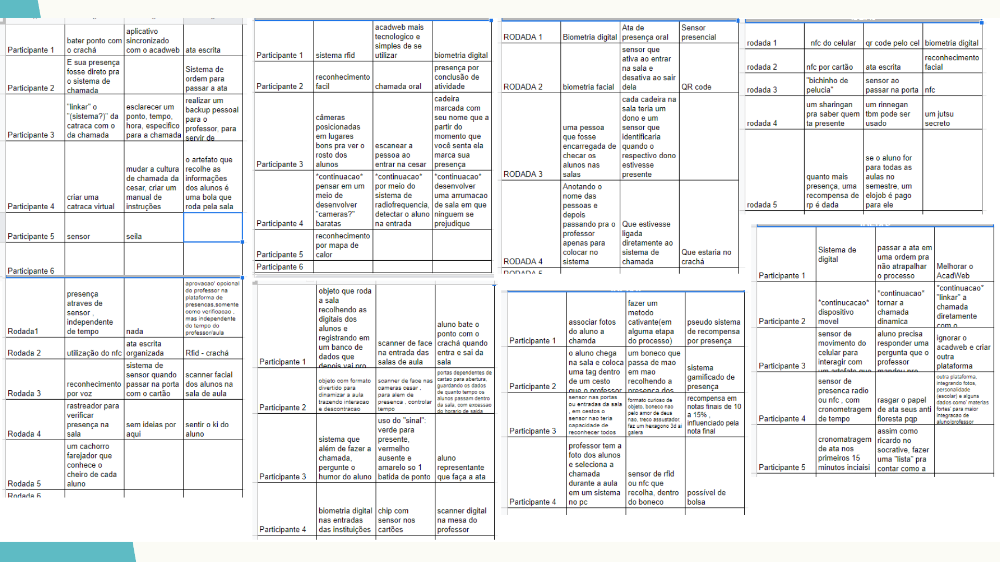 bater ponto com
o crachá
aplicativo
sincronizado
com o acadweb
ata escrita
Participante 1
E sua presença
fosse direto pra
o sistema de
chamada
Sistema de
ordem para
passar a ata
Participante 2
"linkar" o
"(sistema?)" da
catraca com o
da chamada
esclarecer um
ponto, tempo,
hora, especifico
para a chamada
realizar um
backup pessoal
para o
professor, para
servir de
Participante 3
criar uma
catraca virtual
mudar a cultura
de chamada da
cesar, criar um
manual de
instruções
o artefato que
recolhe as
informações
dos alunos é
uma bola que
roda pela sala
Participante 4
Participante 5
sensor
seila
Participante 6
Rodada1
presença
atraves de
sensor ,
independente
de tempo
nada
aprovacao' opcional
do professor na
plataforma de
presencas,somente
como verificacao ,
mas independente
do tempo do
professor/aula
Rodada 2
utilização do nfc
ata escrita
organizada
Rfid - crachá
Rodada 3
reconhecimento
por voz
sistema de
sensor quando
passar na porta
com o cartão
scanner facial
dos alunos na
sala de aula
Rodada 4
rastreador para
verificar
presença na
sala
sem ideias por
aqui
sentir o ki do
aluno
Rodada 5
um cachorro
farejador que
conhece o
cheiro de cada
aluno
Rodada 6
Participante 1
sistema rfid
acadweb mais
tecnologico e
simples de se
utilizar
biometria digital
Participante 2
reconhecimento
facil
chamada oral
presença por
conclusão de
atividade
Participante 3
câmeras
posicionadas
em lugares
bons pra ver o
rosto dos
alunos
escanear a
pessoa ao
entrar na cesar
cadeira
marcada com
seu nome que a
partir do
momento que
você senta ela
marca sua
presença
Participante 4
*continuacao*
pensar em um
meio de
desenvolver
"cameras?"
baratas
*continuacao*
por meio do
sistema de
radiofrequencia,
detectar o aluno
na entrada
*continuacao*
desenvolver
uma arrumacao
de sala em que
ninguem se
prejudique
Participante 5
reconhecimento
por mapa de
calor
Participante 6
Participante 1
objeto que roda
a sala
recolhendo as
digitais dos
alunos e
registrando em
um banco de
dados que
depois vai pro
scanner de face
na entrada das
salas de aula
aluno bate o
ponto com o
crachá quando
entra e sai da
sala
Participante 2
objeto com formato
divertido para
dinamizar a aula
trazendo interacao
e descontracao
scanner de face nas
cameras cesar ,
para alem de
presenca , controlar
tempo
portas dependentes de
cartao para abertura,
guardando os dados
de quanto tempo os
alunos passam dentro
da sala, com excessao
do horario de saida
Participante 3
sistema que
além de fazer a
chamada,
pergunte o
humor do aluno
uso do "sinal":
verde para
presente,
vermelho
ausente e
amarelo so 1
batida de ponto
aluno
representante
que faça a ata
Participante 4
biometria digital
nas entradas
das instituições
chip com
sensor nos
cartões
scanner digital
na mesa do
professor
RODADA 1
Biometria digital
Ata de
presença oral
Sensor
presencial
RODADA 2
biometria facial
sensor que
ativa ao entrar
na sala e
desativa ao sair
dela
QR code
RODADA 3
uma pessoa
que fosse
encarregada de
checar os
alunos nas
salas
cada cadeira na
sala teria um
dono e um
sensor que
identificaria
quando o
respectivo dono
estivesse
presente
RODADA 4
Anotando o
nome das
pessoas e
depois
passando pra o
professor
apenas para
colocar no
sistema
Que estivesse
ligada
diretamente ao
sistema de
chamada
Que estaria no
crachá
RODADA 5
Participante 1
associar fotos
do aluno a
chamda
fazer um
metodo
cativante(em
alguma etapa
do processo)
pseudo sistema
de recompensa
por presença
Participante 2
o aluno chega
na sala e coloca
uma tag dentro
de um cesto
que o professor
um boneco que
passa de mao
em mao
recolhendo a
presença dos
sistema
gamificado de
presença
Participante 3
sensor nas portas
ou entradas da sala
, em cestos o
sensor nao teria
capacidade de
reconhecer todos
formato curioso de
objeto, boneco nao
pelo amor de deus
nao, treco assustador,
faz um hexagono 3d ai
galera
recompensa em
notas finais de 10
a 15% ,
influenciado pela
nota final
Participante 4
professor tem a
foto dos alunos
e seleciona a
chamada
durante a aula
em um sistema
no pc
sensor de rfid
ou nfc que
recolha, dentro
do boneco
possível de
bolsa
rodada 1
nfc do celular
qr code pelo cel
biometria digital
rodada 2
nfc por cartão
ata escrita
reconhecimento
facial
rodada 3
"bichinho de
pelucia"
sensor ao
passar na porta
nfc
rodada 4
um sharingan
pra saber quem
ta presente
um rinnegan
tbm pode ser
usado
um jutsu
secreto
rodada 5
quanto mais
presença, uma
recompensa de
rp é dada
se o aluno for
para todas as
aulas no
semestre, um
elojob é pago
para ele
Participante 1
Sistema de
digital
passar a ata em
uma ordem pra
não atrapalhar
o processo
Melhorar o
AcadWeb
Participante 2
*continucacao*
dispositivo
movel
*continuacao*
tornar a
chamada
dinamica
*continuacao*
"linkar" a
chamada
diretamente
com o
Participante 3
sensor de
movimento do
celular para
interagir com
um artefato que
aluno precisa
responder uma
pergunta que o
professor
mandou pro
ignorar o
acadweb e criar
outra
plataforma
Participante 4
sensor de
presenca radio
ou nfc , com
cronometragem
de tempo
rasgar o papel
de ata seus anti
floresta pqp
outra plataforma,
integrando fotos,
personalidade
(escolar) e alguns
dados como' materias
fortes' para maior
integracao de
aluno/professor
Participante 5
cronomatragem
de ata nos
primeiros 15
minutos inciaisi
assim como
ricardo no
socrative, fazer
uma "lista" pra
contar como a